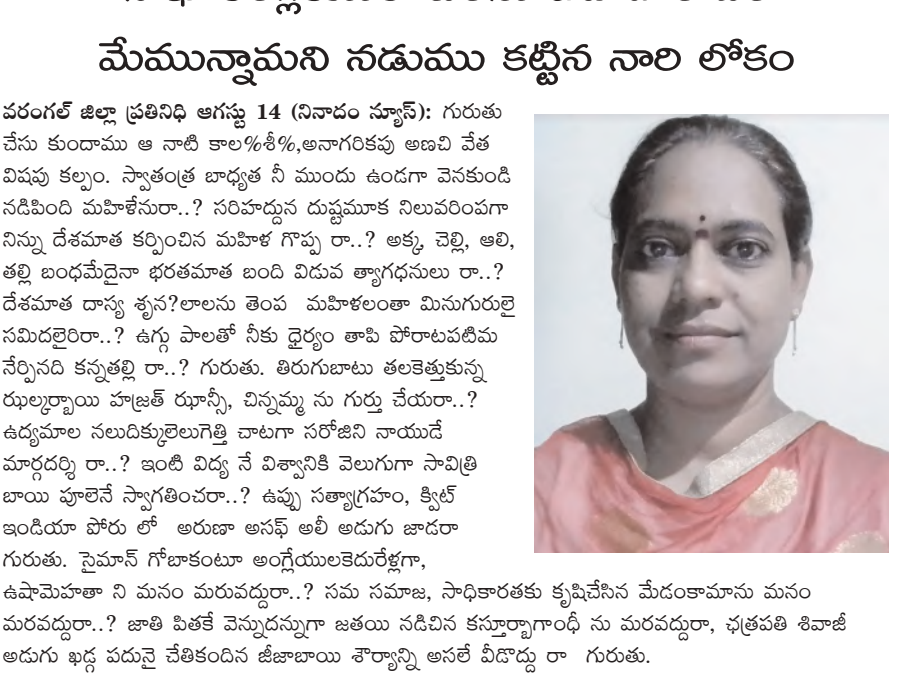 మేమున్నామని నడుము కట్టిన నారి లోకం
వరంగల్ జిల్లా ప్రతినిధి ఆగస్టు 14 (నినాదం న్యూస్): గురుతు
చేసు కుందాము ఆ నాటి కాల%శీ%,అనాగరికపు అణచి వేత
విషపు కల్పం. స్వాతంత్ర బాధ్యత నీ ముందు ఉండగా వెనకుండి
నడిపింది మహిళేనురా..? సరిహద్దున దుష్టమూక నిలువరింపగా
నిన్ను దేశమాత కర్పించిన మహిళ గొప్ప రా..? అక్క, చెల్లి, ఆలి,
తల్లి బంధమేదైనా భరతమాత బంది విడువ త్యాగధనులు రా..?
దేశమాత దాస్య శృన?లాలను తెంప మహిళలంతా మినుగురులై
సమిదలైరిరా..? ఉగ్గు పాలతో నీకు ధైర్యం తాపి పోరాటపటిమ
నేర్పినది కన్నతల్లి రా..? గురుతు. తిరుగుబాటు తలకెత్తుకున్న
ఝల్కర్బాయి హజ్రత్ ఝాన్సీ, చిన్నమ్మ ను గుర్తు చేయరా..?
ఉద్యమాల నలుదిక్కులెలుగెత్తి చాటగా సరోజిని నాయుడే
మార్గదర్శి రా..? ఇంటి విద్య నే విశ్వానికి వెలుగుగా సావిత్రి
బాయి పూలెనే స్వాగతించరా..? ఉప్పు సత్యాగ్రహం, క్విట్
ఇండియా పోరు లో అరుణా అసఫ్ అలీ అడుగు జాడరా
గురుతు. సైమాన్ గోబాకంటూ అంగ్లేయులకెదురేళ్లగా,
ఉషామెహతా ని మనం మరువద్దురా..? సమ సమాజ, సాధికారతకు కృషిచేసిన మేడంకామాను మనం
మరవద్దురా..? జాతి పితకే వెన్నుదన్నుగా జతయి నడిచిన కస్తూర్బాగాంధీ ను మరవద్దురా, ఛత్రపతి శివాజీ
అడుగు ఖడ్గ పదునై చేతికందిన జీజాబాయి శౌర్యాన్ని అసలే వీడొద్దు రా గురుతు.